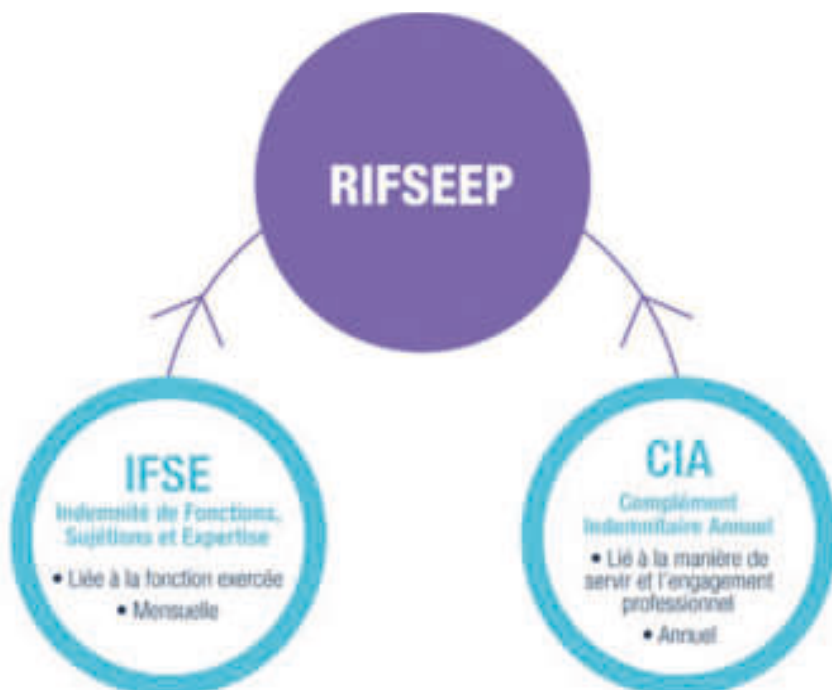 RIFSEEP
IFSE
Indemnité de Fonctions,
Sujétions et Expertise
• Liée à la fonction exercée
• Mensuelle
CIA
Complément
Indemnitaire Annuel
• Lié à la manière de
servir et l'engagement
professionnel
• Annuel